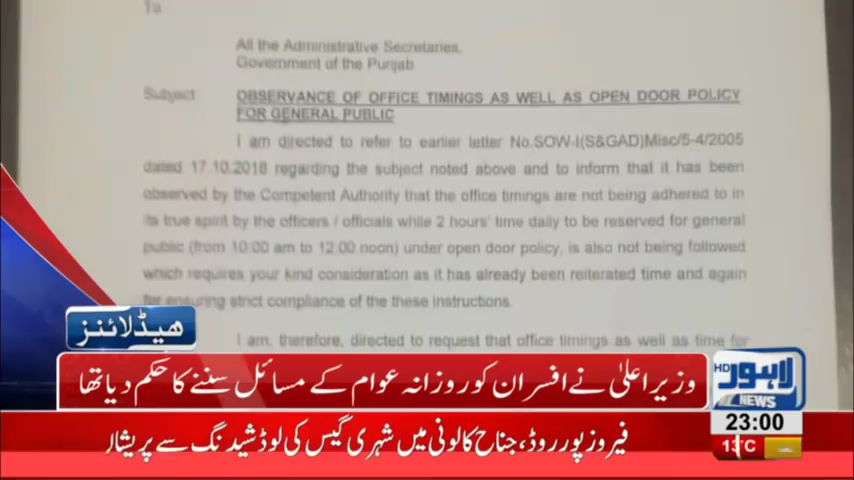 To
All the Administrative Secretaries,
Government of the Punjab
Subject OBSERVANCE OF OFFICE TIMINGS AS WELL AS OPEN DOOR POLICY
FOR GENERAL PUBLIC
I am directed to refer to earlier letter No.SOW-I(S&GAD)Misc/5-4/2005
dated 17.10.2018 regarding the subject noted above and to inform that it has been
observed by the Competent Authority that the office timings are not being adhered to in
its true spirit by the officers / officials while 2 hours' time daily to be reserved for general
public (from 10:00 am to 12.00 noon) under open door policy, is also not being followed
which requires your kind consideration as it has already been reiterated time and again
for ensuring strict compliance of the these instructions.
I am, therefore, directed to request that office timings as well as time for
ہیڈلائنز
وزیراعلیٰ نے افسران کو روزانہ عوام کے مسائل سننے کا حکم دیا تھا
لاہور HD
NEWS
23:00
فیروز پور روڈ، جناح کالونی میں شہری گیس کی لوڈشیڈنگ سے پریشان
13°C